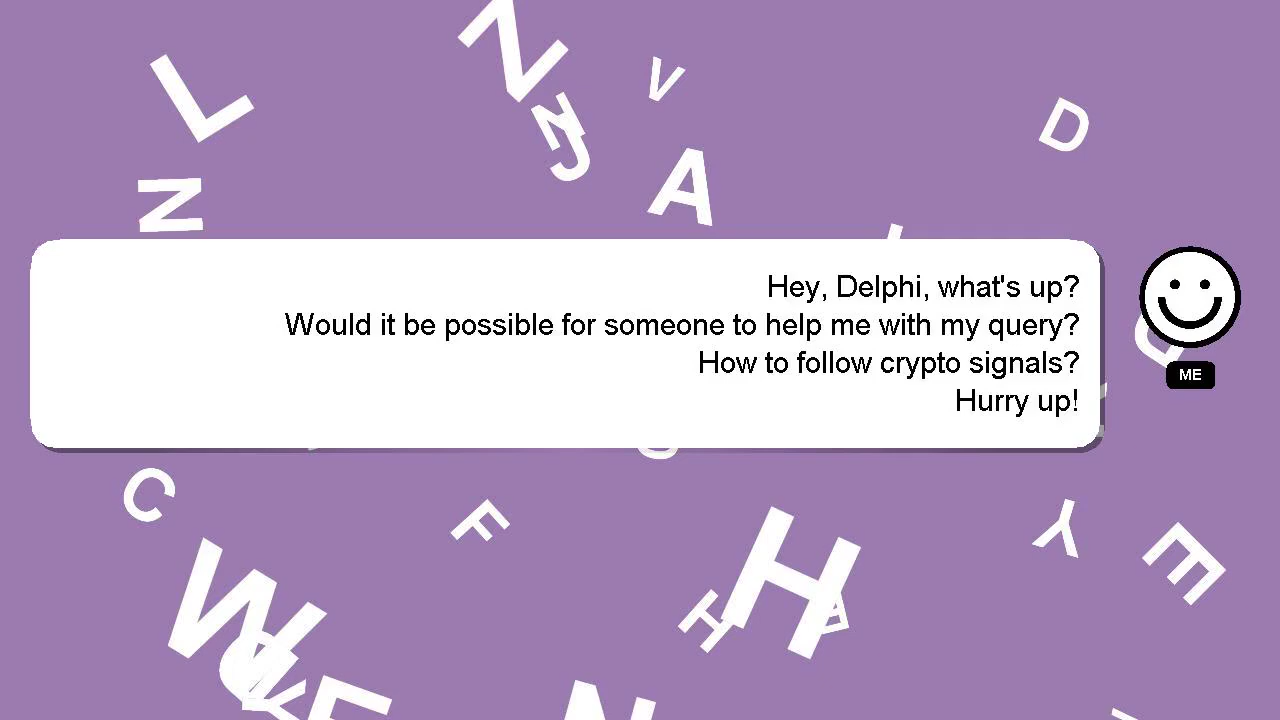 Hey, Delphi, what's up?
Would it be possible for someone to help me with my query?
How to follow crypto signals?
Hurry up!
ME
L
N
V
N
J
D
A
N
C
F
Y
E
W
H
H